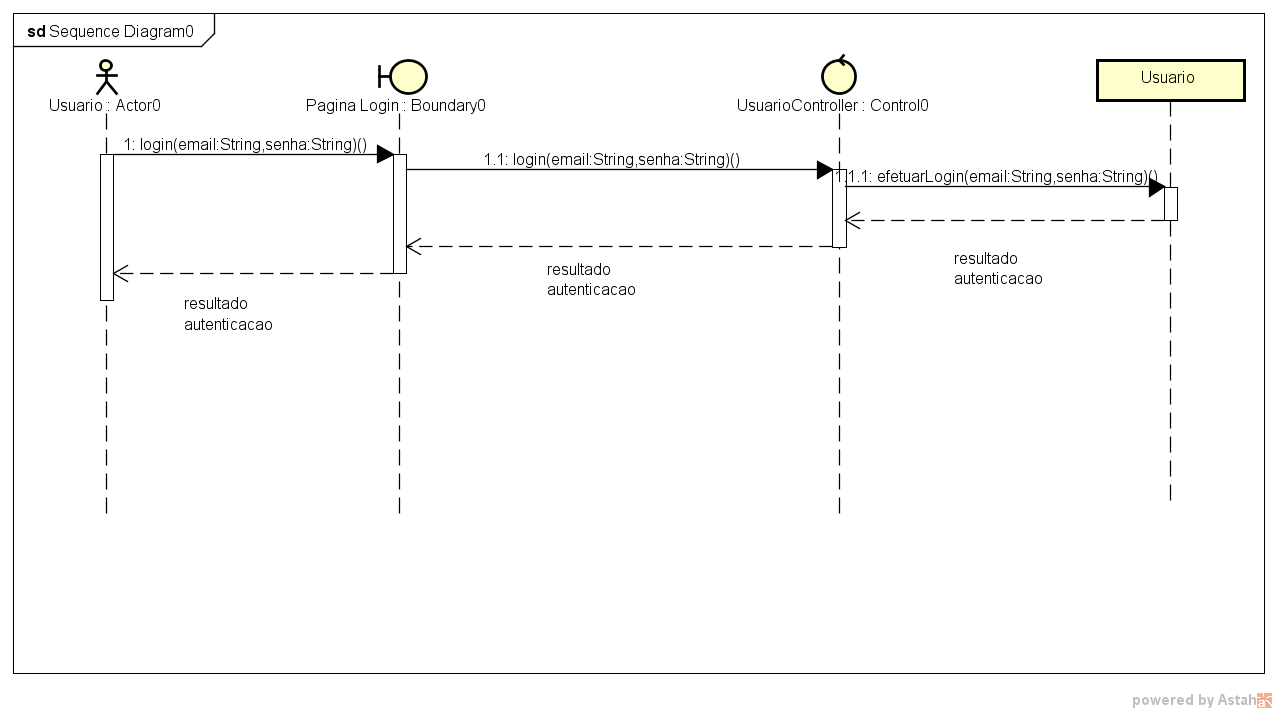 sd Sequence Diagram0
Usuario : Actor0
Pagina Login : Boundary0
UsuarioController : Control0
Usuario
1: login(email:String,senha:String)()
1.1: login(email:String,senha:String)()
1.1.1: efetuarLogin(email:String,senha:String)()
resultado
autenticacao
resultado
autenticacao
resultado
autenticacao
powered by Astah